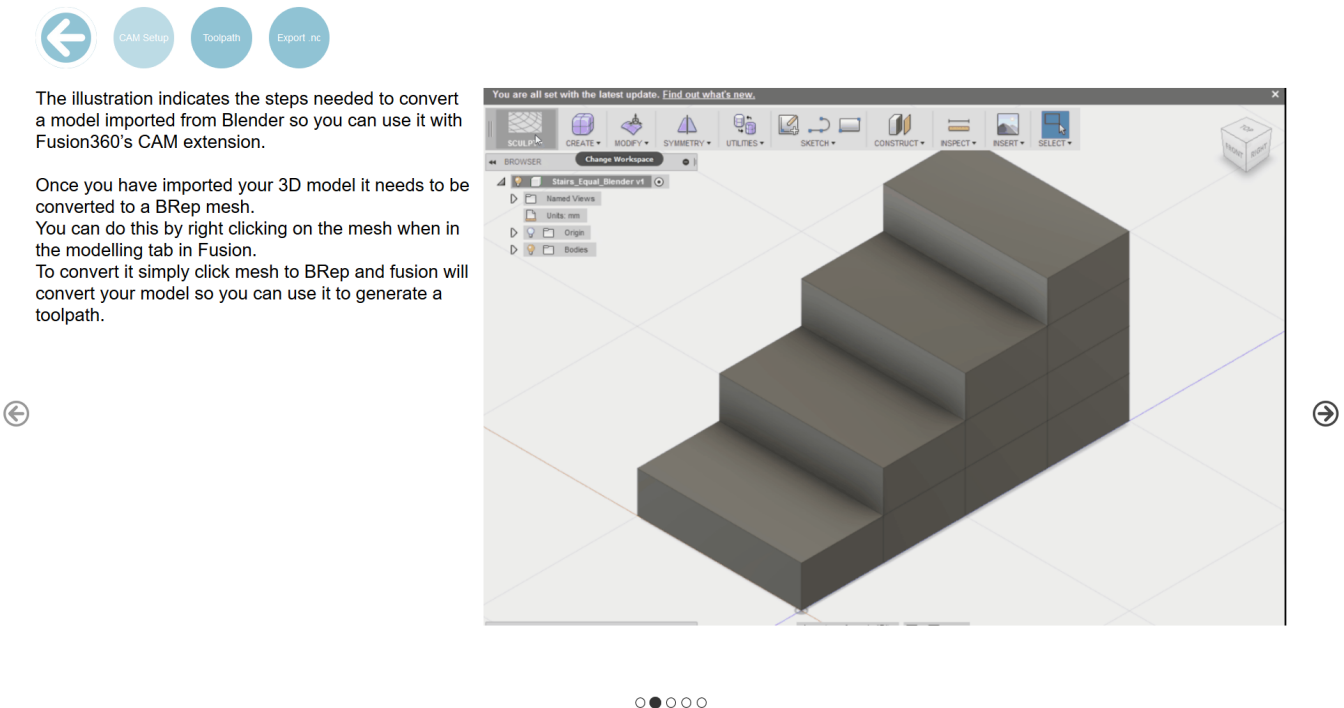 CAM Setup
Toolpath
Export .nc
The illustration indicates the steps needed to convert
a model imported from Blender so you can use it with
Fusion360's CAM extension.
Once you have imported your 3D model it needs to be
converted to a BRep mesh.
You can do this by right clicking on the mesh when in
the modelling tab in Fusion.
To convert it simply click mesh to BRep and fusion will
convert your model so you can use it to generate a
toolpath.
You are all set with the latest update. Find out what's new.
CREATE
MODIFY
SYMMETRY
UTILITIES
SKETCH
CONSTRUCT
INSPECT
INSERT
SELECT
BROWSER
Change Workspace
Stairs_Equal_Blender v1
Named Views
Units: mm
Origin
Bodies
TOP
FRONT
RIGHT